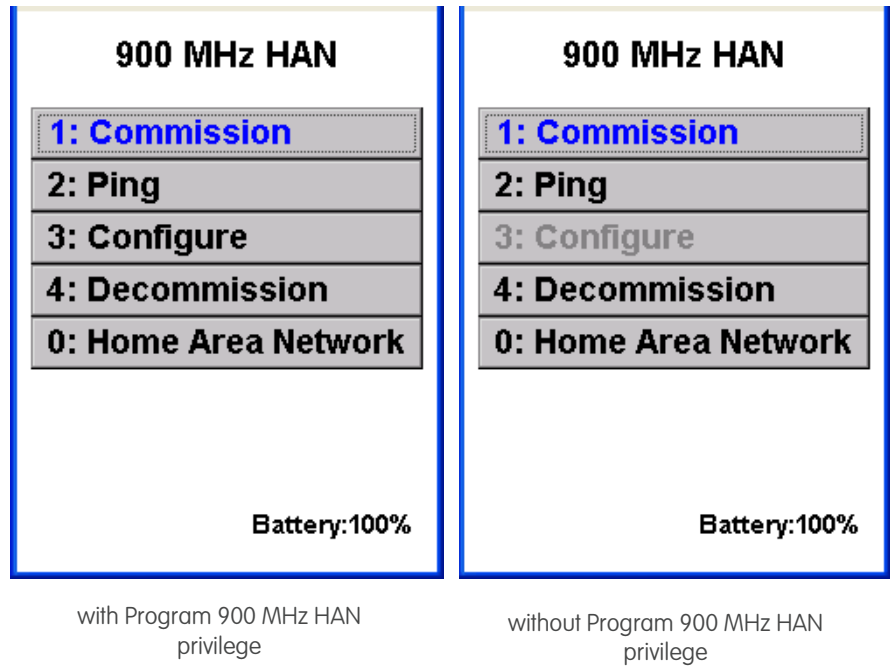 900 MHz HAN
1: Commission
2: Ping
3: Configure
4: Decommission
0: Home Area Network
Battery:100%
with Program 900 MHz HAN
privilege
900 MHz HAN
1: Commission
2: Ping
3: Configure
4: Decommission
0: Home Area Network
Battery:100%
without Program 900 MHz HAN
privilege